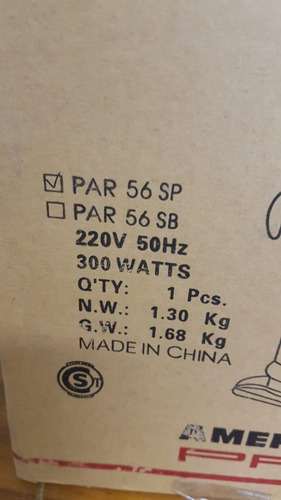 ☑ PAR 56 SP
☐ PAR 56 SB
220V 50Hz
300 WATTS
Q'TY: 1 Pcs.
N.W.: 1.30 Kg
G.W.: 1.68 Kg
MADE IN CHINA